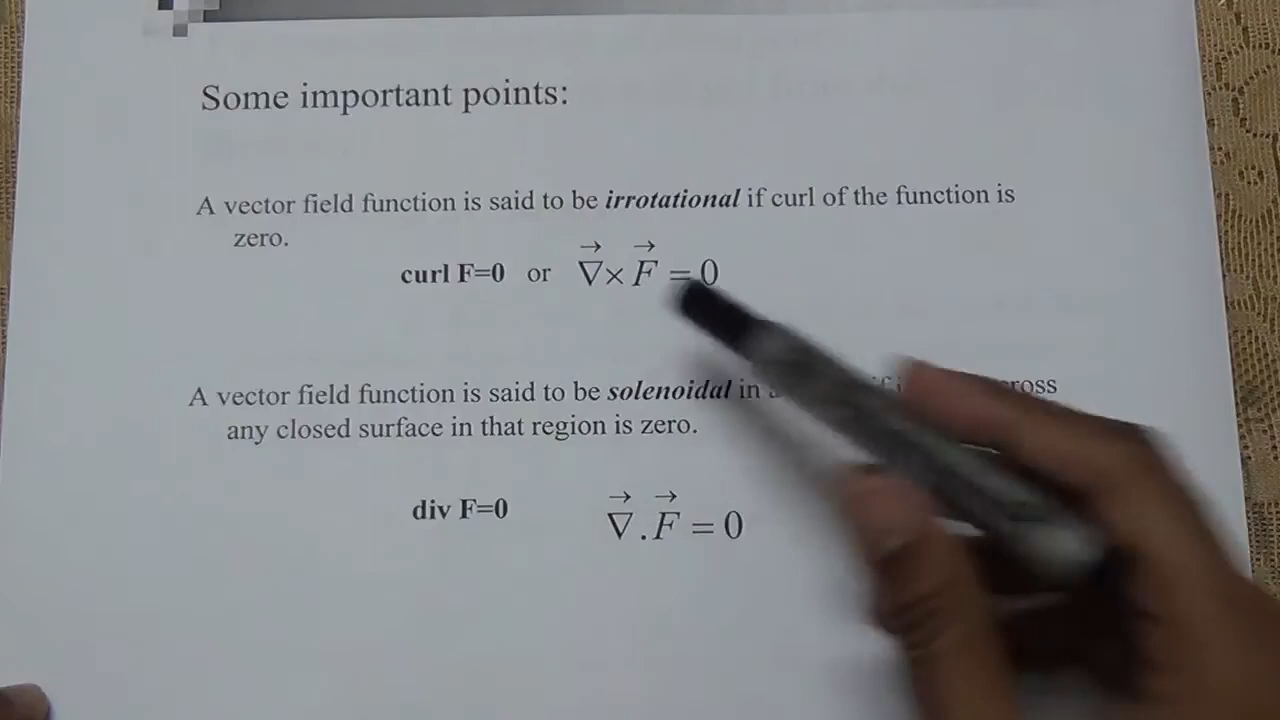 Some important points:
A vector field function is said to be irrotational if curl of the function is
zero.
curl F=0 or ∇⃗ × F⃗ = 0
A vector field function is said to be solenoidal in
any closed surface in that region is zero.
div F=0 ∇⃗ . F⃗ = 0